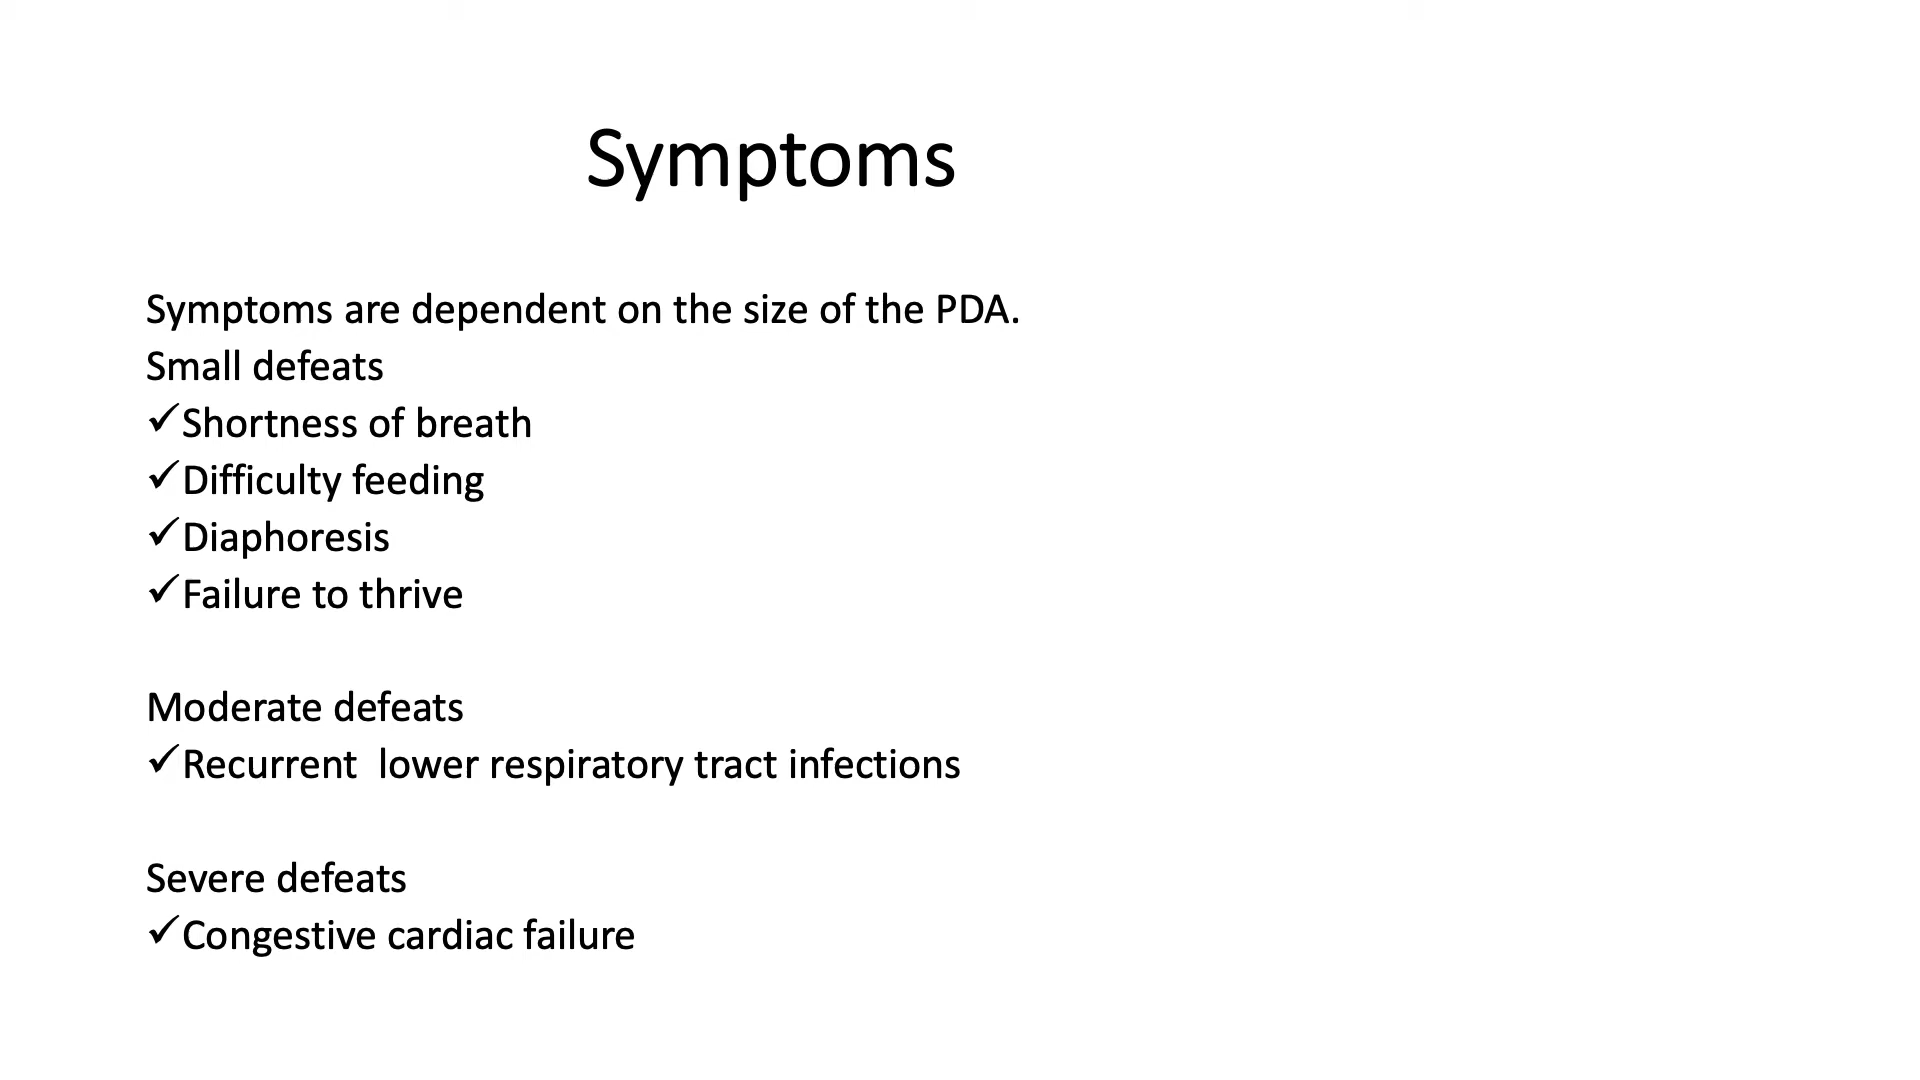 Symptoms
Symptoms are dependent on the size of the PDA.
Small defeats
✓Shortness of breath
✓Difficulty feeding
✓Diaphoresis
✓Failure to thrive
Moderate defeats
✓Recurrent  lower respiratory tract infections
Severe defeats
✓Congestive cardiac failure